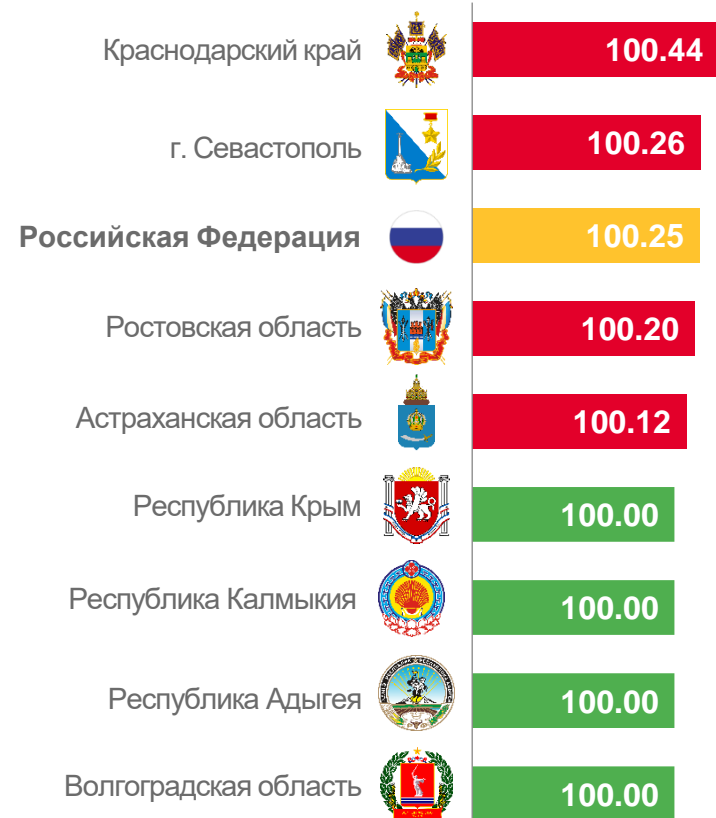 Краснодарский край 100.44
г. Севастополь 100.26
Российская Федерация 100.25
Ростовская область 100.20
Астраханская область 100.12
Республика Крым 100.00
Республика Калмыкия 100.00
Республика Адыгея 100.00
Волгоградская область 100.00